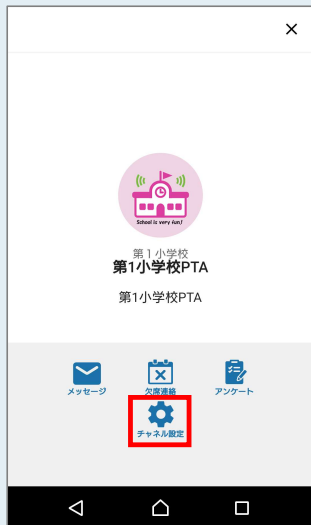 School is very fun!
第1小学校
第1小学校PTA
第1小学校PTA
メッセージ
欠席連絡
アンケート
チャネル設定